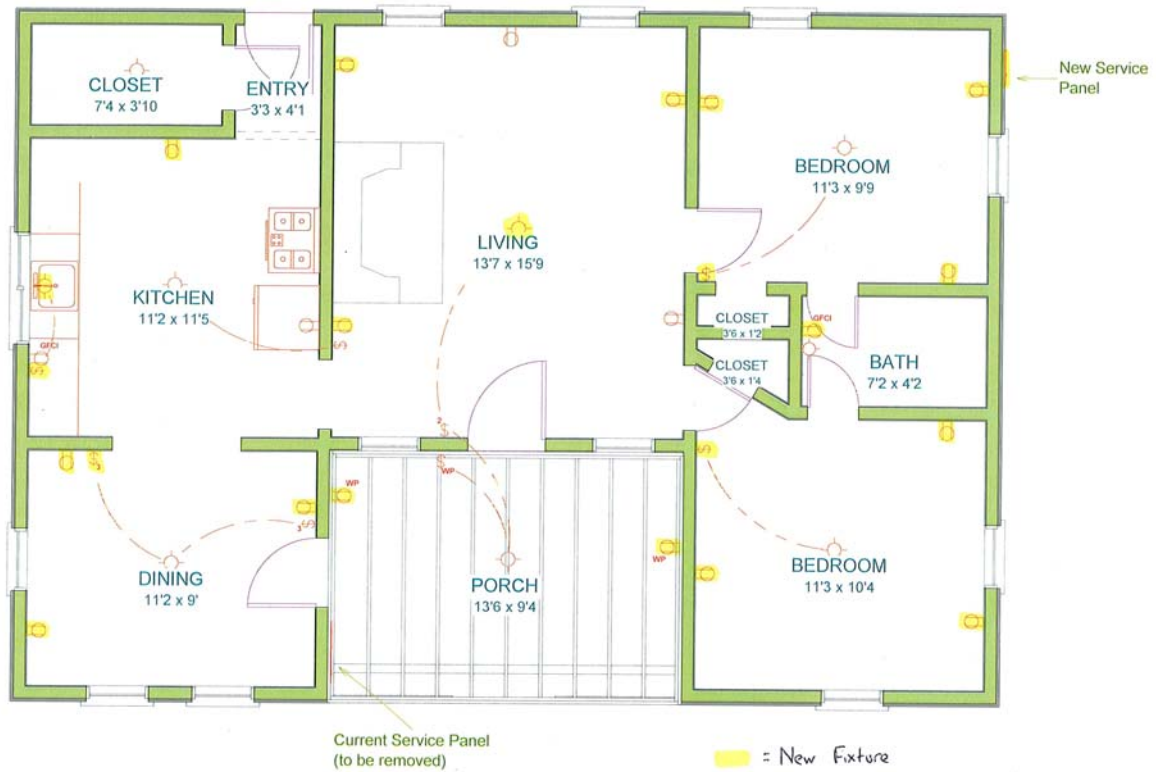 CLOSET
7'4 x 3'10
ENTRY
3'3 x 4'1
New Service
Panel
BEDROOM
11'3 x 9'9
LIVING
13'7 x 15'9
KITCHEN
11'2 x 11'5
GFCI
CLOSET
3'6 x 1'2
GFCI
CLOSET
3'6 x 1'4
BATH
7'2 x 4'2
2
$
$
WP
$
WP
$
3
$
WP
DINING
11'2 x 9'
PORCH
13'6 x 9'4
BEDROOM
11'3 x 10'4
Current Service Panel
(to be removed)
= New Fixture